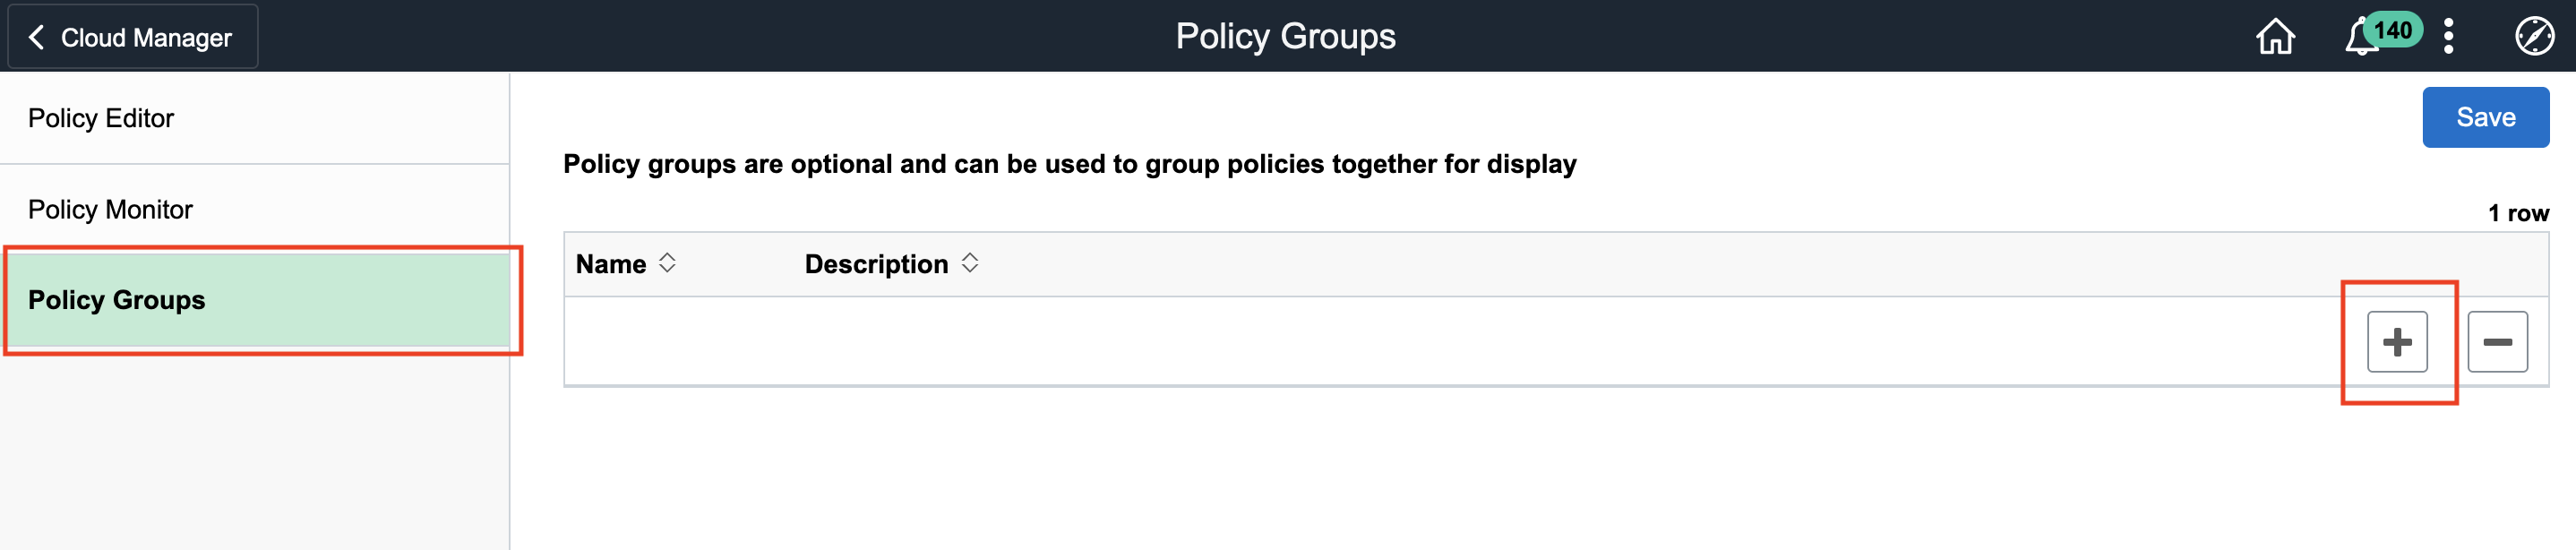 Cloud Manager
Policy Groups
140
Policy Editor
Policy Monitor
Policy Groups
Save
Policy groups are optional and can be used to group policies together for display
1 row
Name
Description